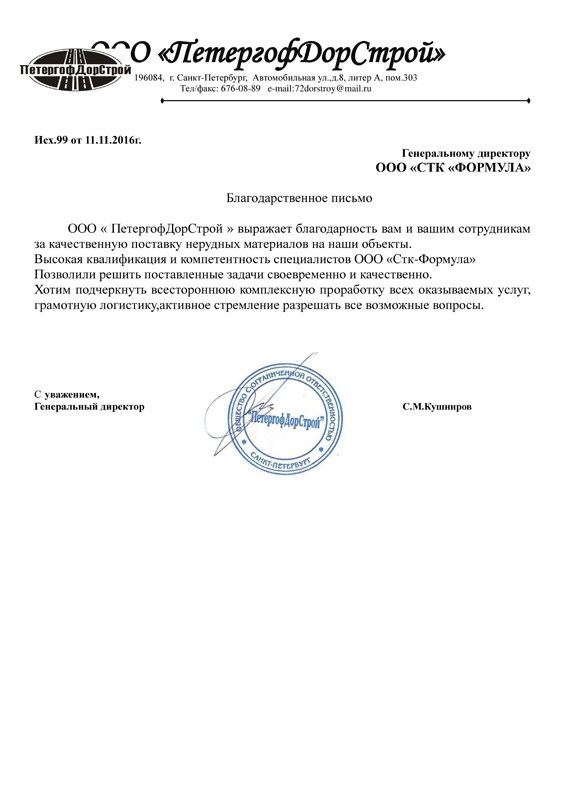 ООО «ПетергофДорСтрой»
ПетергофДорСтрой
196084, г. Санкт-Петербург, Автомобильная ул.,д.8, литер А, пом.303
Тел/факс: 676-08-89 e-mail:72dorstroy@mail.ru
Исх.99 от 11.11.2016г.
Генеральному директору
ООО «СТК «ФОРМУЛА»
Благодарственное письмо
ООО « ПетергофДорСтрой » выражает благодарность вам и вашим сотрудникам
за качественную поставку нерудных материалов на наши объекты.
Высокая квалификация и компетентность специалистов ООО «Стк-Формула»
Позволили решить поставленные задачи своевременно и качественно.
Хотим подчеркнуть всестороннюю комплексную проработку всех оказываемых услуг,
грамотную логистику,активное стремление разрешать все возможные вопросы.
С уважением,
Генеральный директор
С.М.Кушниров
ОБЩЕСТВО С ОГРАНИЧЕННОЙ ОТВЕТСТВЕННОСТЬЮ
"ПетергофДорСтрой"
САНКТ-ПЕТЕРБУРГ